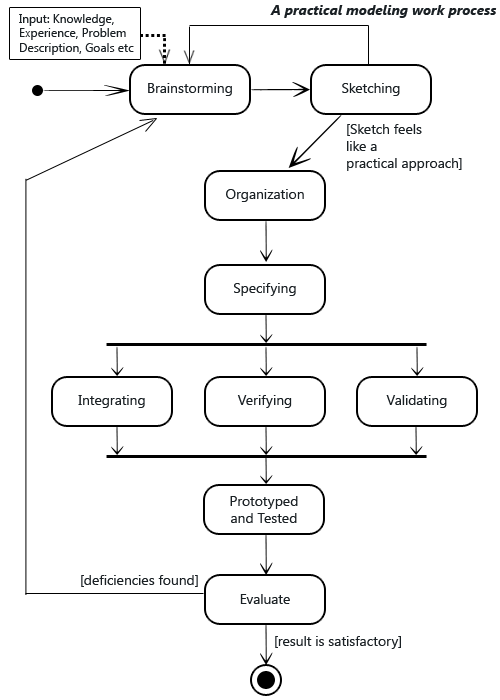 A practical modeling work process
Input: Knowledge,
Experience, Problem
Description, Goals etc
Brainstorming
Sketching
[Sketch feels
like a
practical approach]
Organization
Specifying
Integrating
Verifying
Validating
Prototyped
and Tested
[deficiencies found]
Evaluate
[result is satisfactory]